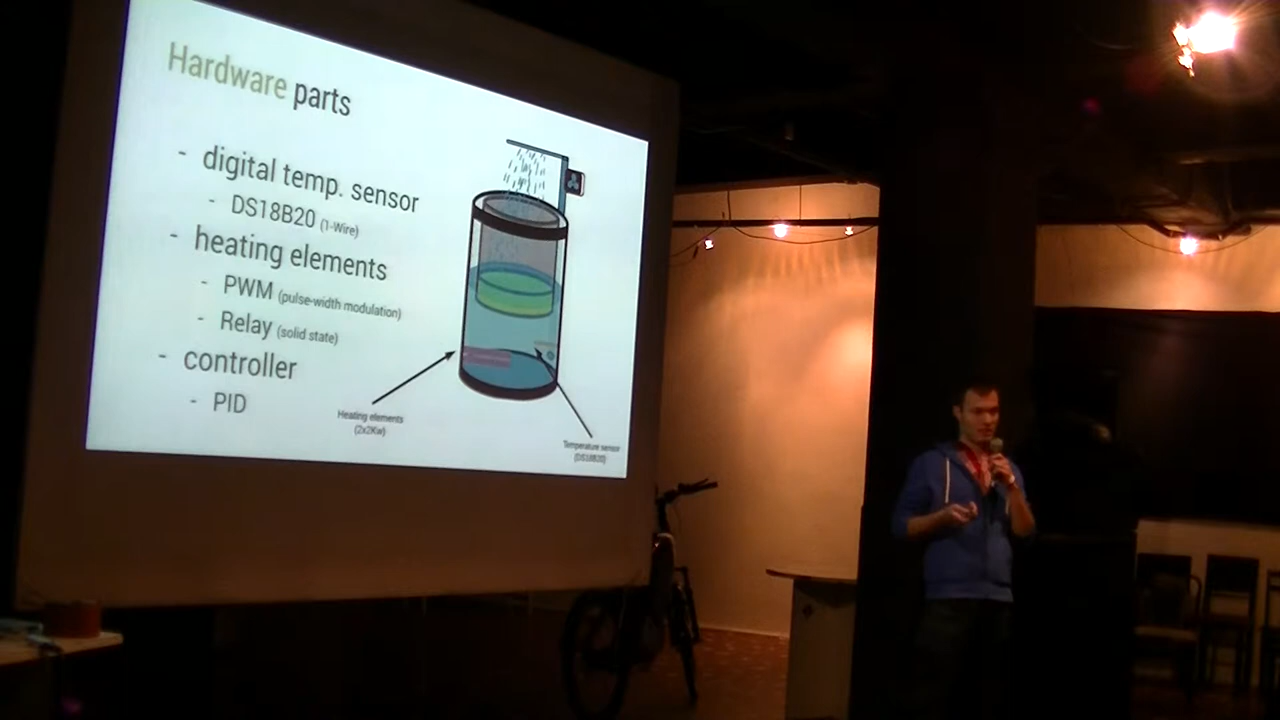 Hardware parts
- digital temp. sensor
- DS18B20 (1-Wire)
- heating elements
- PWM (pulse-width modulation)
- Relay (solid state)
- controller
- PID
Heating elements
(2x2Kw)
Temperature sensor
(DS18B20)